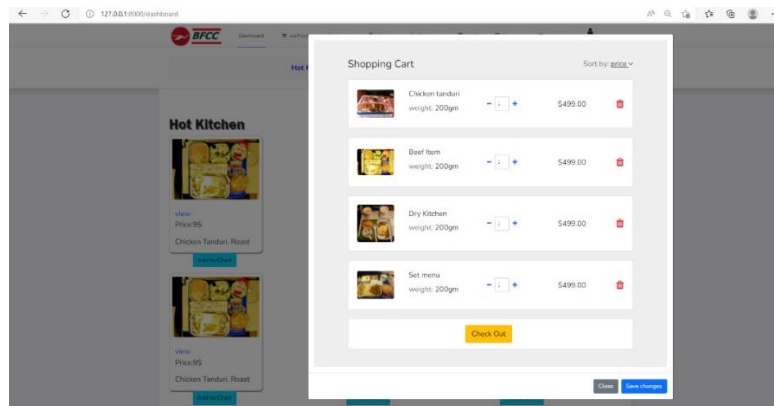 127.0.0.1:8000/dashboard
BFCC
Dashboard
Hot
Shopping Cart
Sort by: price
Chicken tanduri
weight: 200gm
$499.00
Beef Item
weight: 200gm
$499.00
Dry Kitchen
weight: 200gm
$499.00
Set menu
weight: 200gm
$499.00
Check Out
Close Save changes
Hot Kitchen
view
Price:9$
Chicken Tanduri, Roast
Add to Chart
view
Price:9$
Chicken Tanduri, Roast
Add to Chart